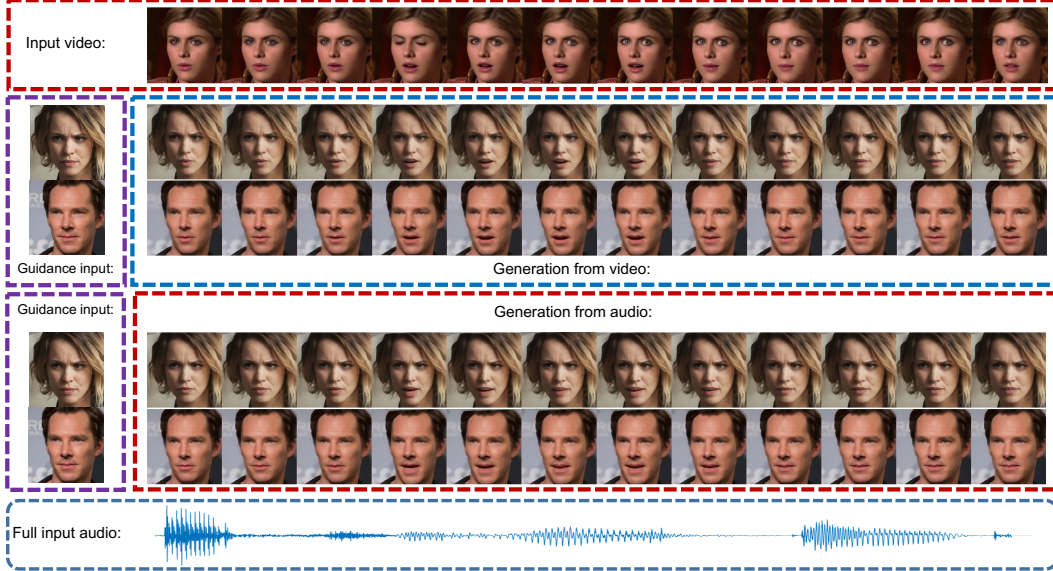 Input video:
Guidance input:
Generation from video:
Guidance input:
Generation from audio:
Full input audio: